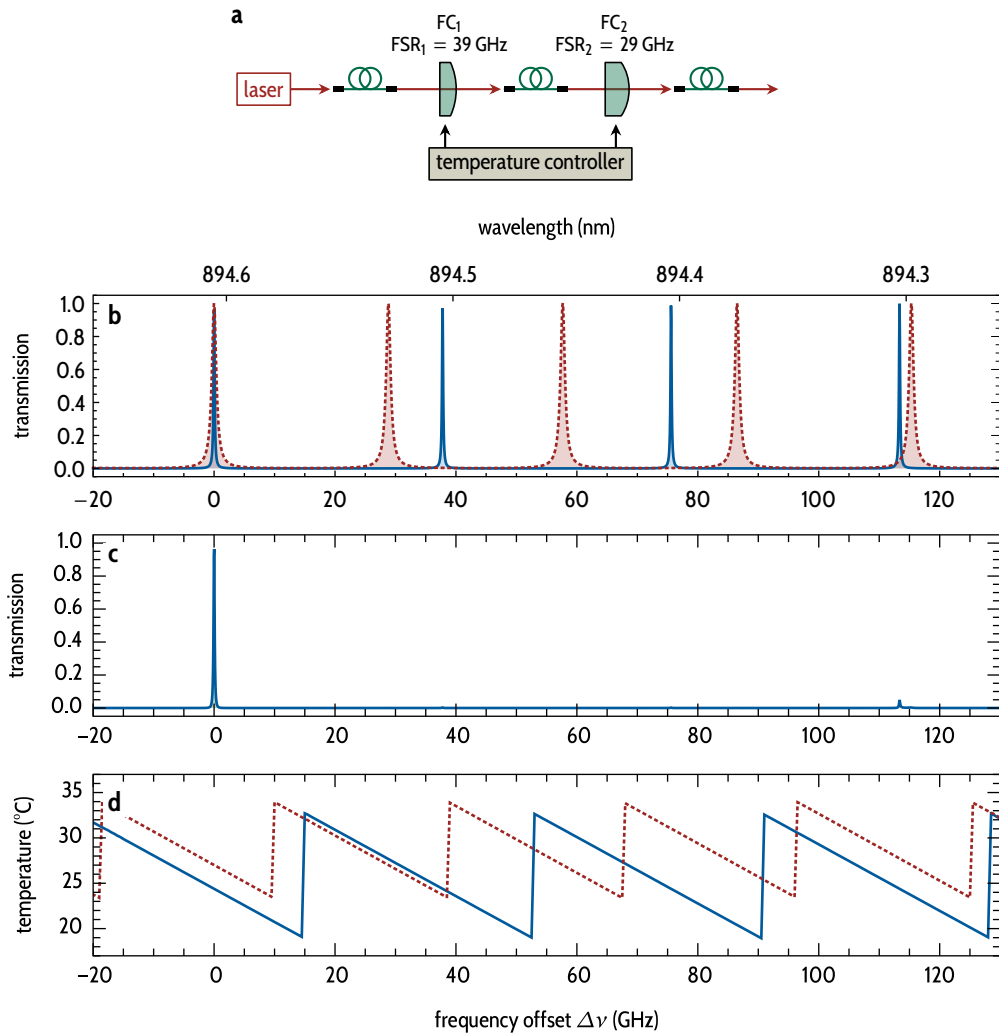 a
FC₁
FSR₁ = 39 GHz
FC₂
FSR₂ = 29 GHz
laser
temperature controller
wavelength (nm)
894.6 894.5 894.4 894.3
b
transmission
1.0
0.8
0.6
0.4
0.2
0.0
−20 0 20 40 60 80 100 120
c
transmission
1.0
0.8
0.6
0.4
0.2
0.0
−20 0 20 40 60 80 100 120
d
temperature (°C)
35
30
25
20
−20 0 20 40 60 80 100 120
frequency offset Δν (GHz)